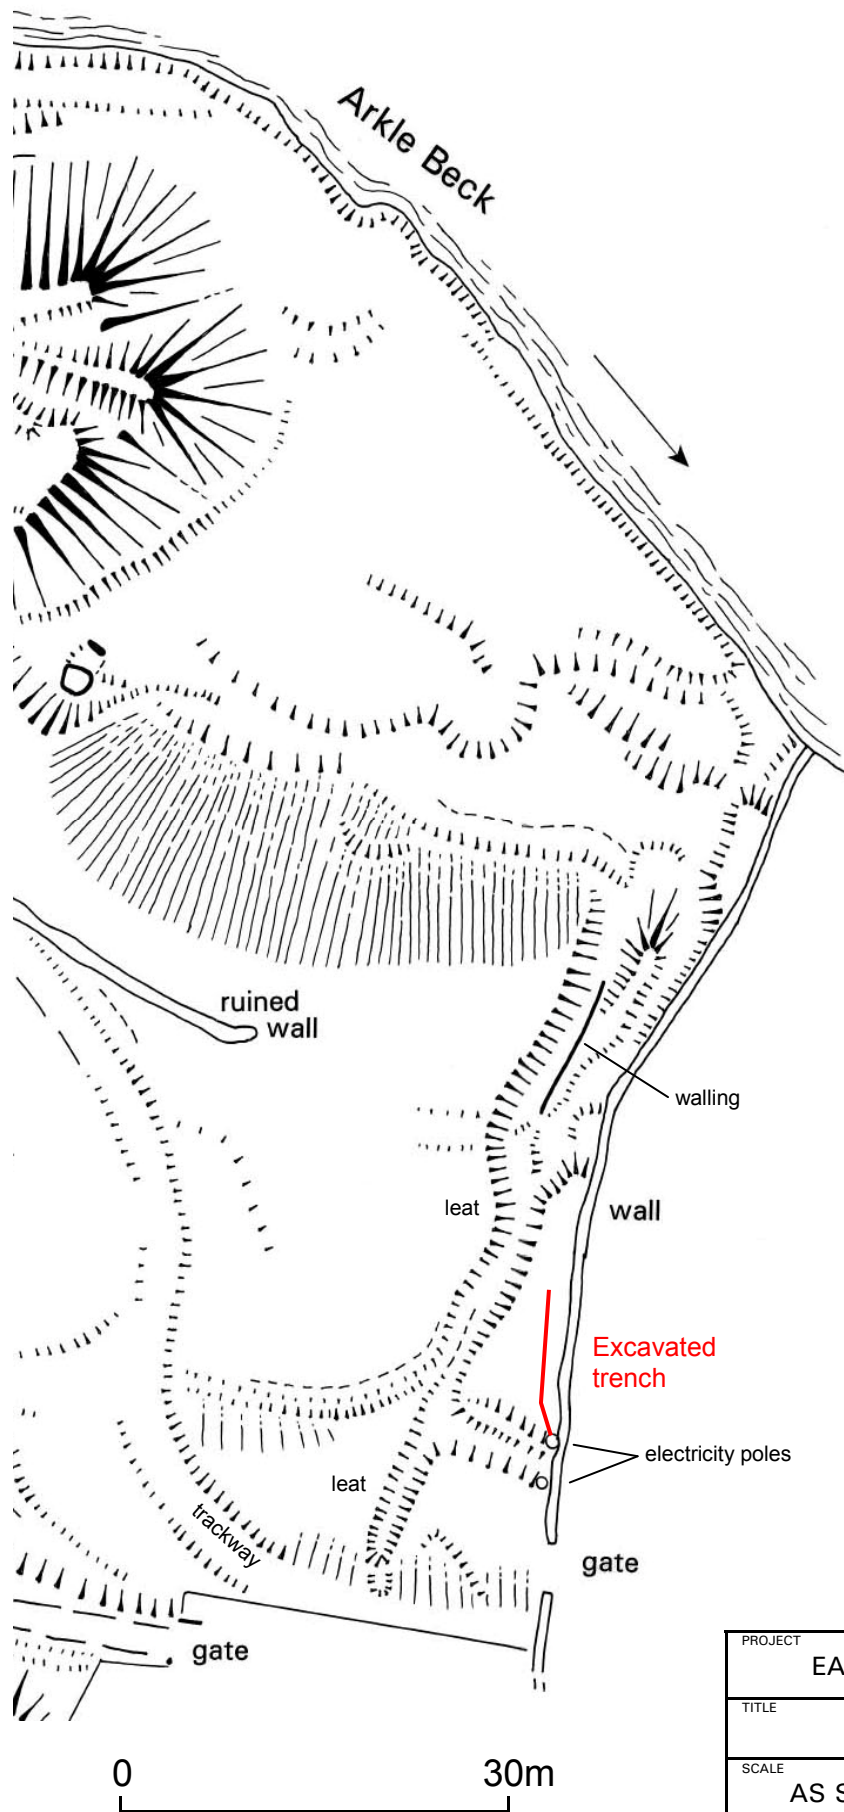 Arkle Beck
ruined
wall
walling
leat
wall
Excavated
trench
electricity poles
leat
trackway
gate
gate
PROJECT
EA
TITLE
SCALE
AS S
0 30m